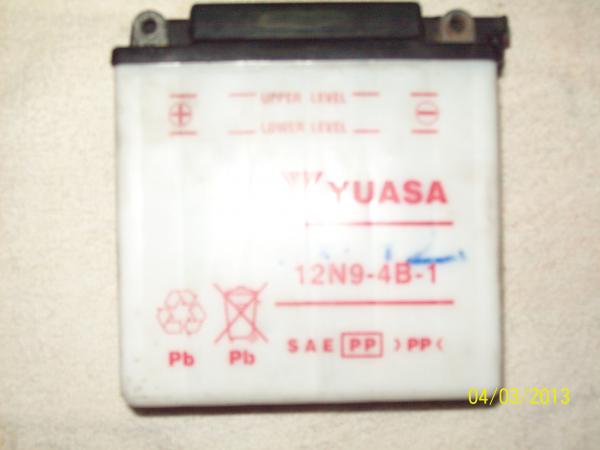 UPPER LEVEL
LOWER LEVEL
YUASA
12N9-4B-1
SAE PP >PP<
Pb Pb
04/03/2013